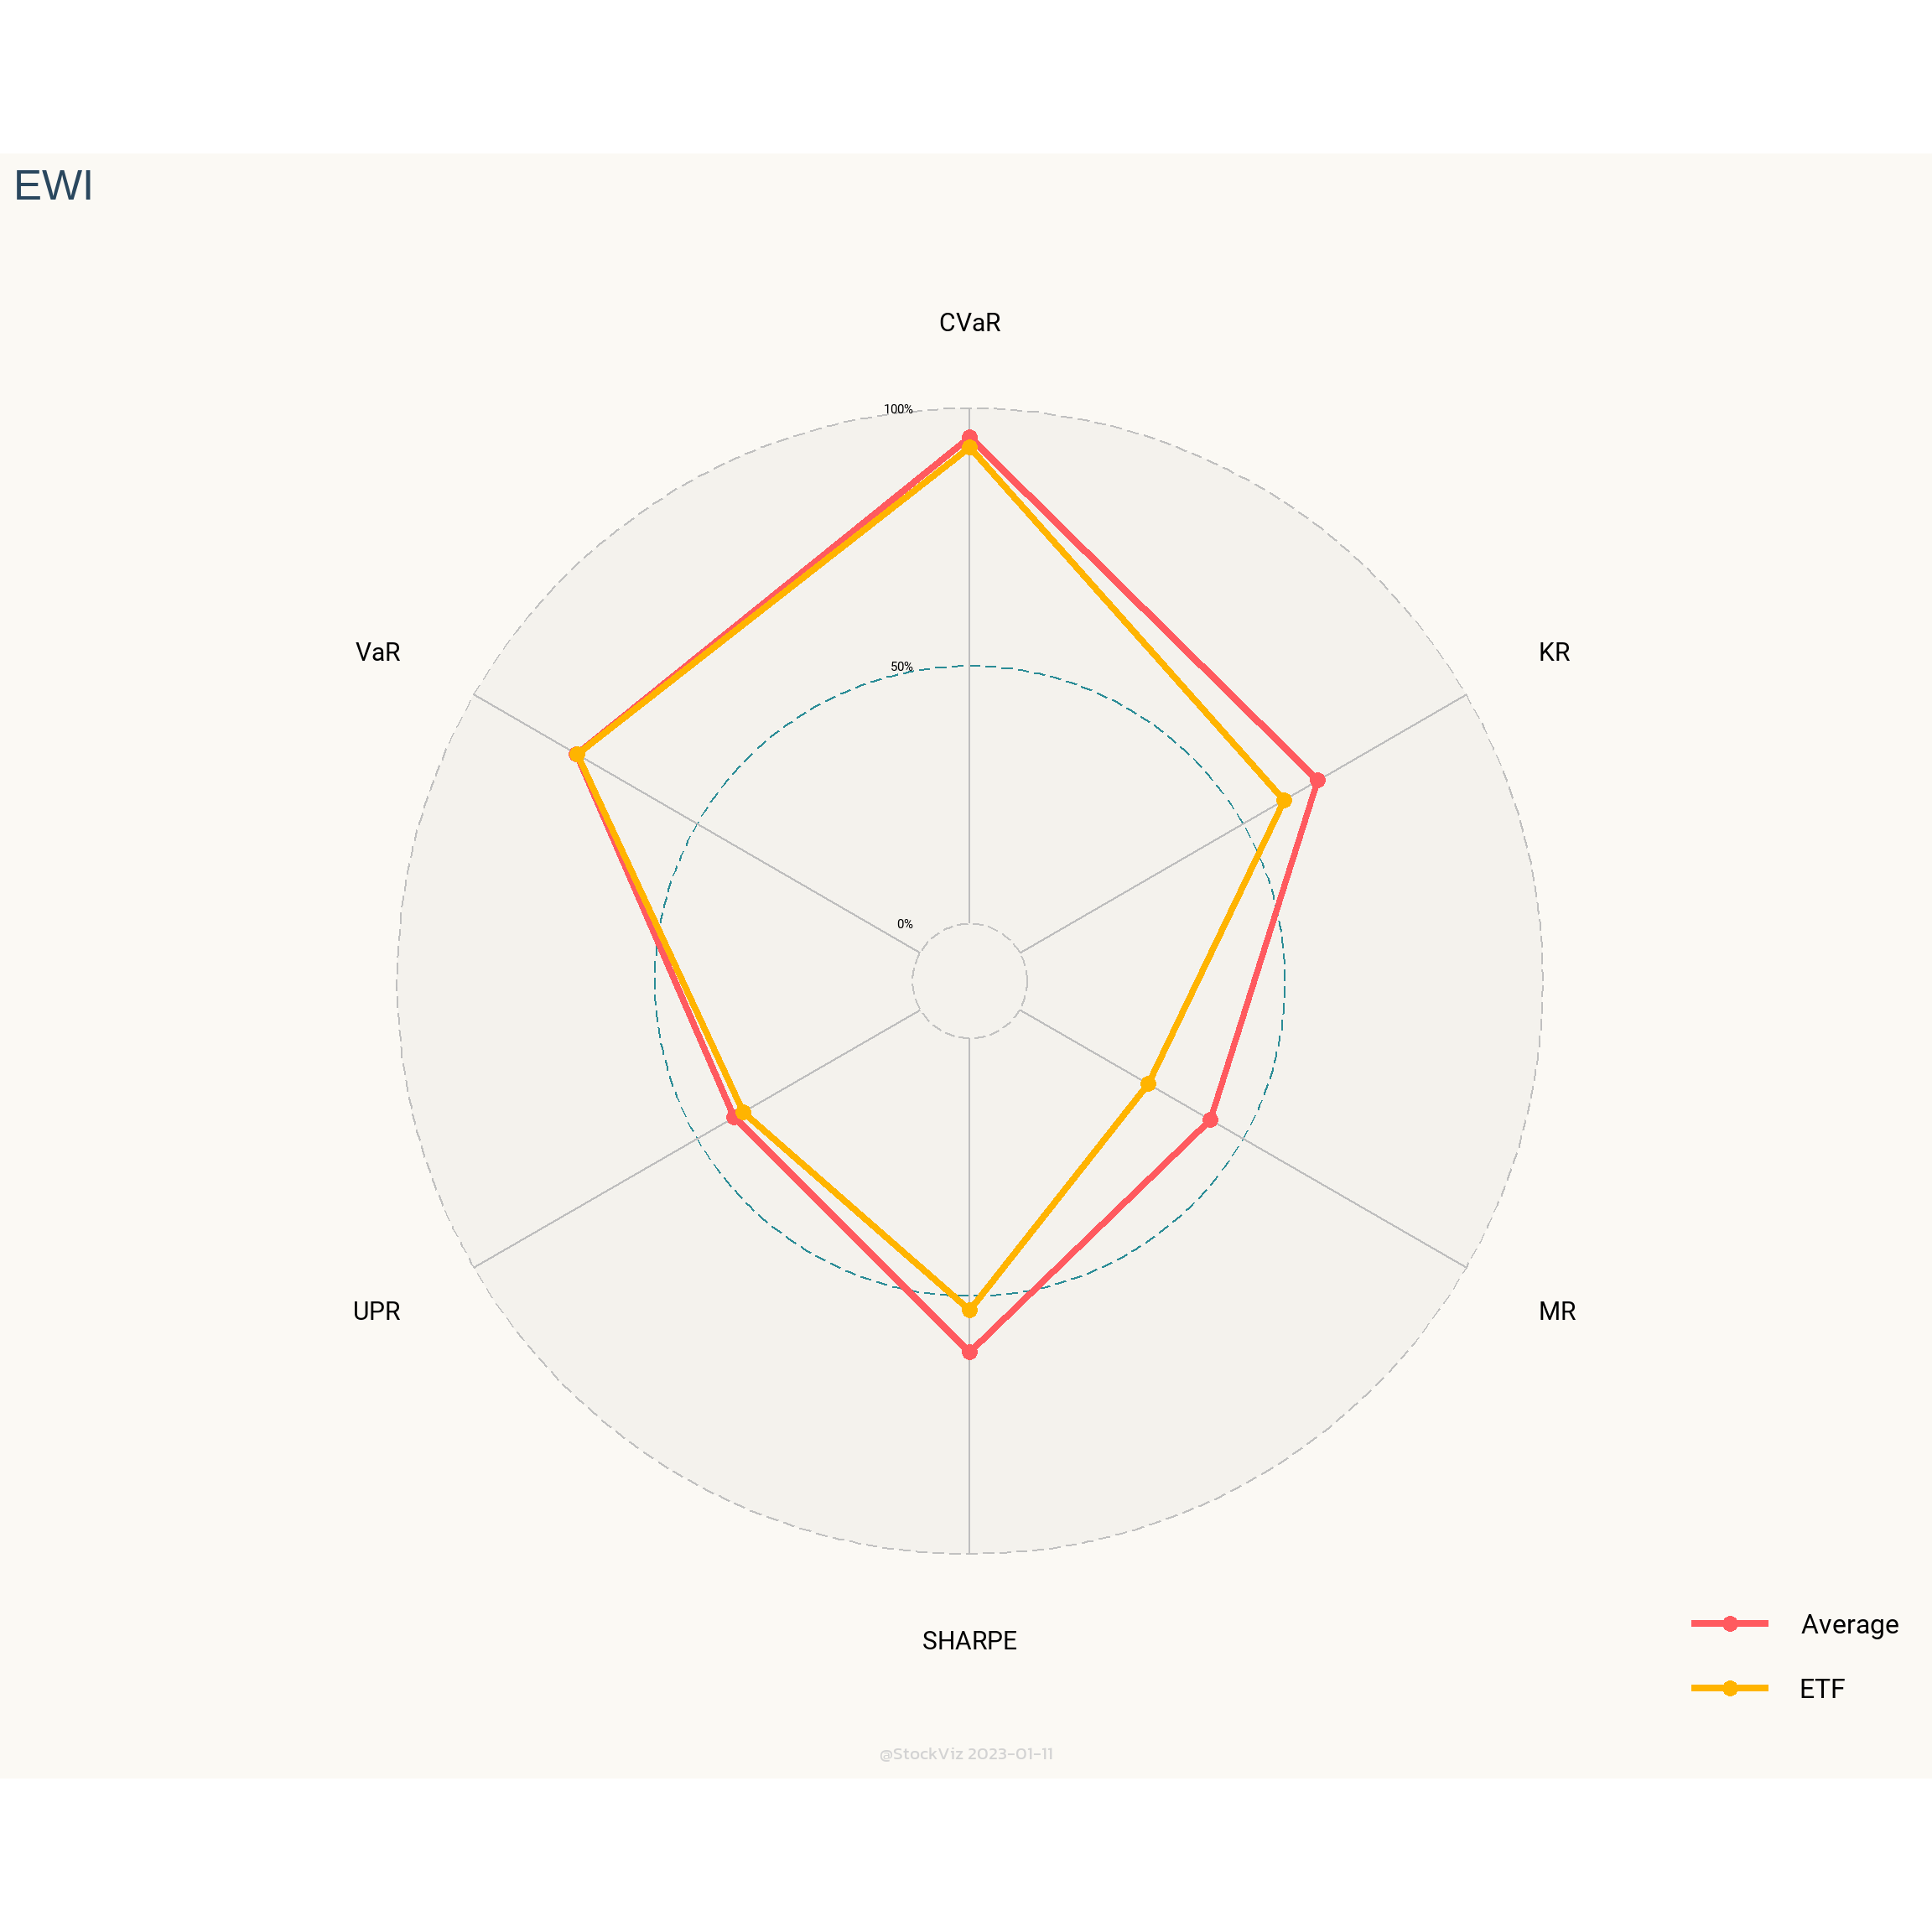 EWI
CVaR
100%
KR
VaR
50%
0%
UPR
MR
SHARPE
Average
ETF
@StockViz 2023-01-11